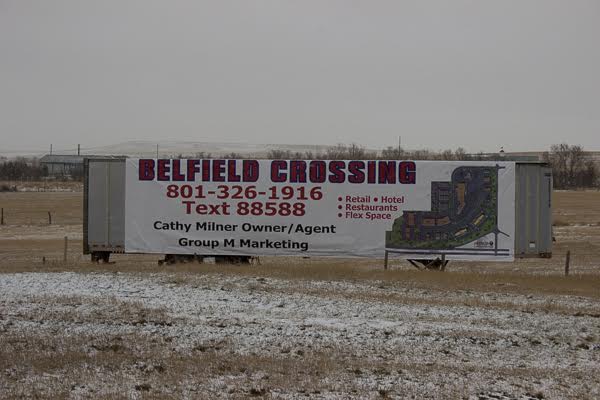 BELFIELD CROSSING
801-326-1916
Text 88588
Cathy Milner Owner/Agent
Group M Marketing
• Retail • Hotel
• Restaurants
• Flex Space